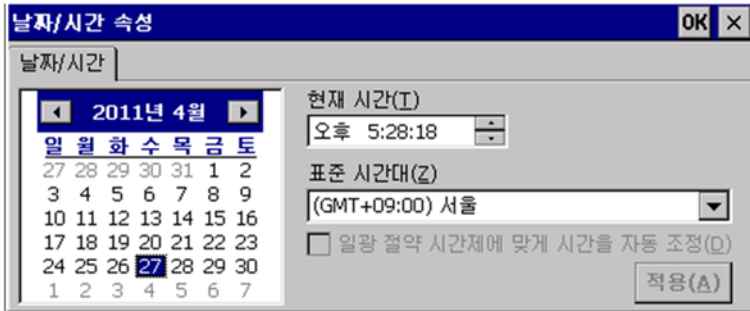 날짜/시간 속성 OK ×
날짜/시간
2011년 4월
일 월 화 수 목 금 토
27 28 29 30 31 1 2
3 4 5 6 7 8 9
10 11 12 13 14 15 16
17 18 19 20 21 22 23
24 25 26 27 28 29 30
1 2 3 4 5 6 7
현재 시간(T)
오후 5:28:18
표준 시간대(Z)
(GMT+09:00) 서울
일광 절약 시간제에 맞게 시간을 자동 조정(D)
적용(A)